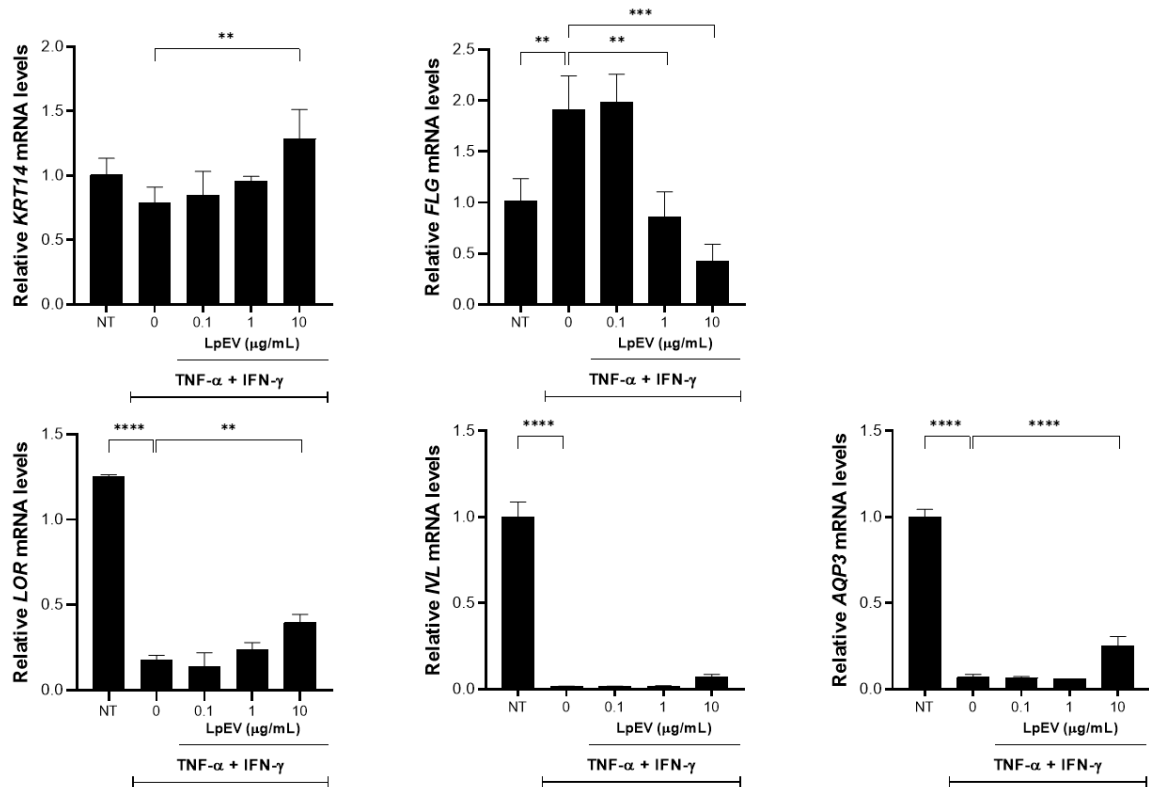 **
Relative KRT14 mRNA levels
2.0
1.5
1.0
0.5
0.0
NT 0 0.1 1 10
LpEV (μg/mL)
TNF-α + IFN-γ
***
** **
Relative FLG mRNA levels
2.5
2.0
1.5
1.0
0.5
0.0
NT 0 0.1 1 10
LpEV (μg/mL)
TNF-α + IFN-γ
**** **
Relative LOR mRNA levels
1.5
1.0
0.5
0.0
NT 0 0.1 1 10
LpEV (μg/mL)
TNF-α + IFN-γ
****
Relative IVL mRNA levels
1.5
1.0
0.5
0.0
NT 0 0.1 1 10
LpEV (μg/mL)
TNF-α + IFN-γ
**** ****
Relative AQP3 mRNA levels
1.5
1.0
0.5
0.0
NT 0 0.1 1 10
LpEV (μg/mL)
TNF-α + IFN-γ